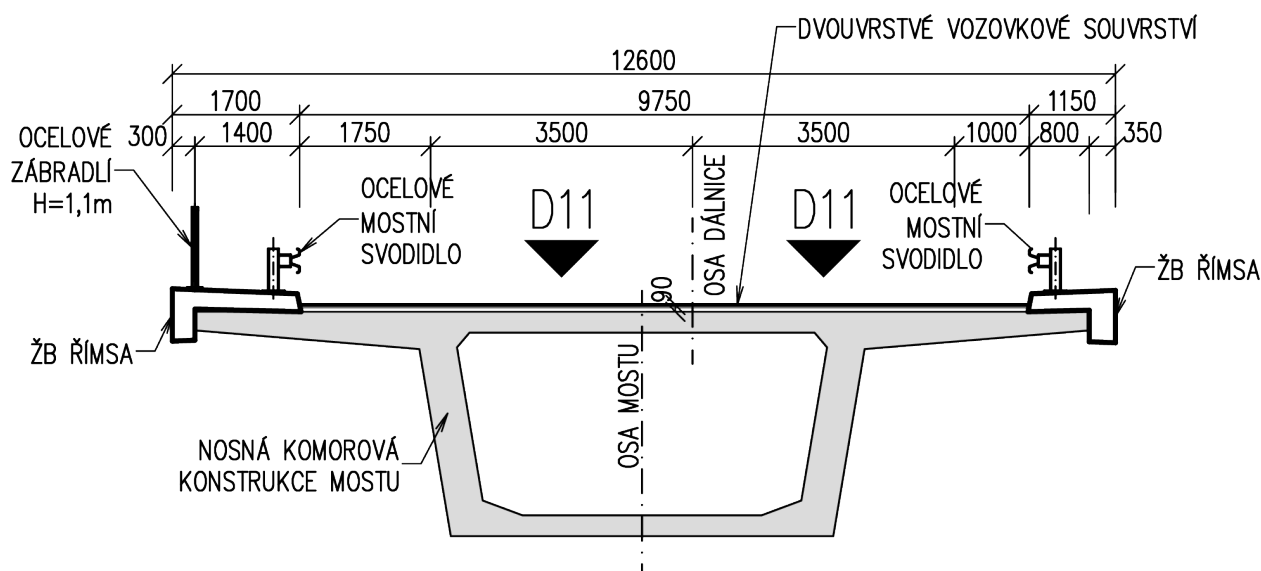 DVOUVRSTVÉ VOZOVKOVÉ SOUVRSTVÍ
12600
1700 9750 1150
300 1400 1750 3500 3500 1000 800 350
OCELOVÉ
ZÁBRADLÍ
H=1,1m
OCELOVÉ
MOSTNÍ
SVODIDLO
D11
OSA DÁLNICE
D11
OCELOVÉ
MOSTNÍ
SVODIDLO
ŽB ŘÍMSA
90
ŽB ŘÍMSA
OSA MOSTU
NOSNÁ KOMOROVÁ
KONSTRUKCE MOSTU